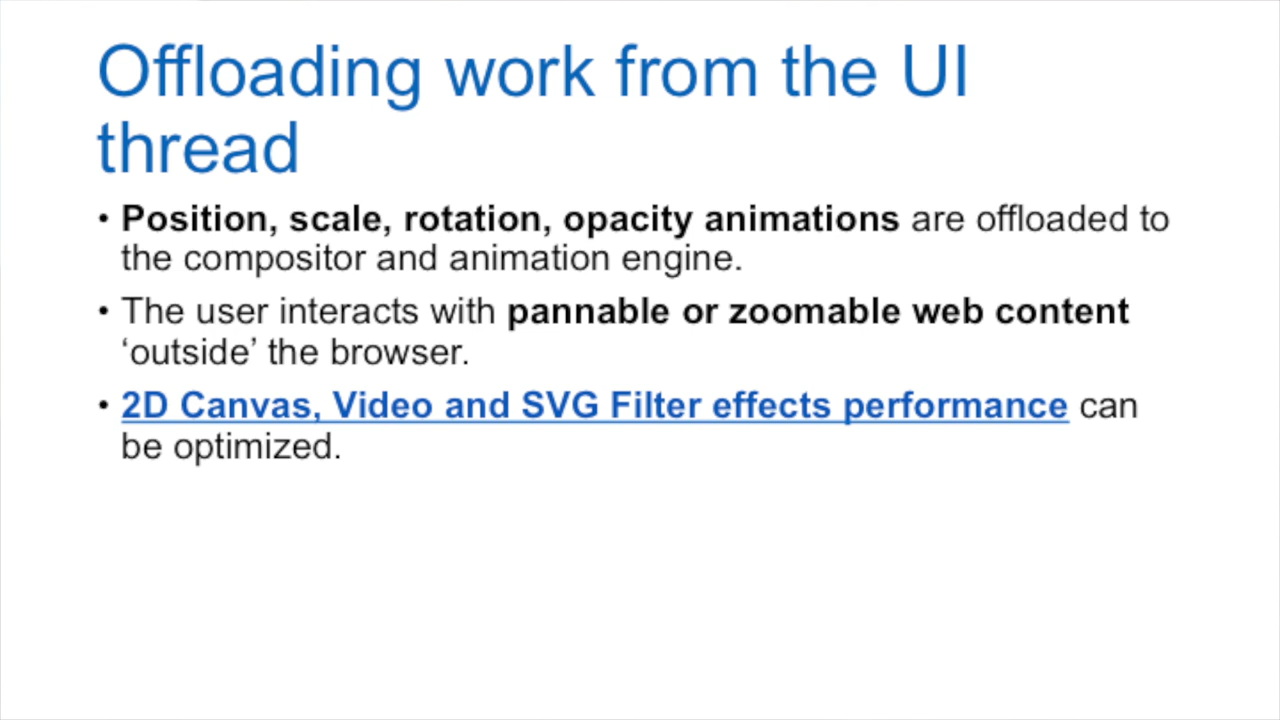 Offloading work from the UI
thread
• Position, scale, rotation, opacity animations are offloaded to
the compositor and animation engine.
• The user interacts with pannable or zoomable web content
‘outside’ the browser.
• 2D Canvas, Video and SVG Filter effects performance can
be optimized.